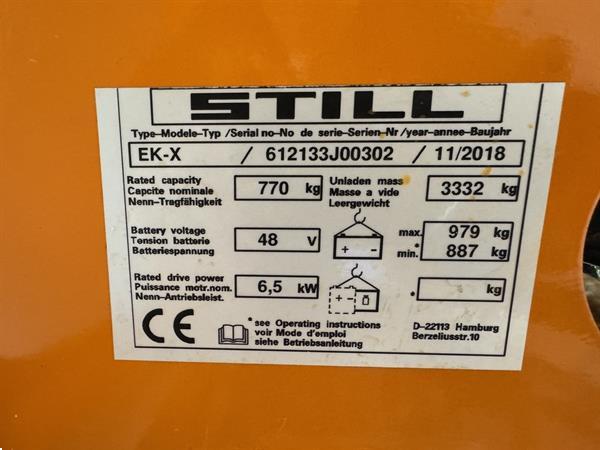 STILL
Type-Modele-Typ /Serial no-No de serie-Serien-Nr /year-annee-Baujahr
EK-X / 612133J00302 / 11/2018
Rated capacity
Capcite nominale
Nenn-Tragfähigkeit
770 kg
Unladen mass
Masse a vide
Leergewicht
3332 kg
Battery voltage
Tension batterie
Batteriespannung
48 V
+ -
max. 979 kg
min.* 887 kg
Rated drive power
Puissance motr.nom.
Nenn-Antriebsleist.
6,5 kW
+ -
* kg
CE
*see Operating instructions
voir Mode d'emploi
siehe Betriebsanleitung
D-22113 Hamburg
Berzeliusstr.10